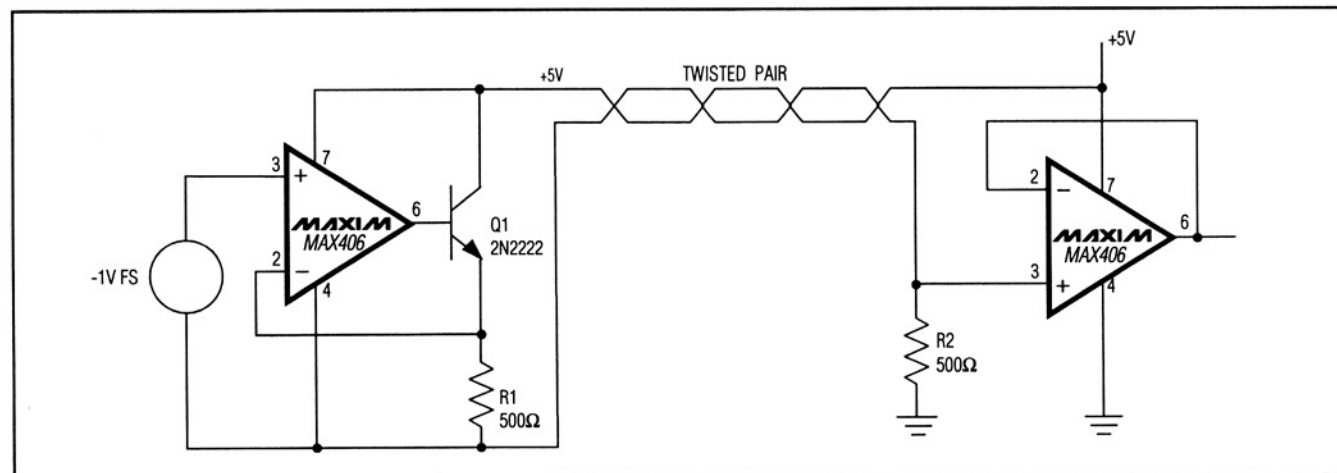 +5V
+5V
TWISTED PAIR
3
+
7
MAXIM
MAX406
6
Q1
2N2222
-1V FS
2
−
4
R1
500Ω
2
−
7
MAXIM
MAX406
6
3
+
4
R2
500Ω